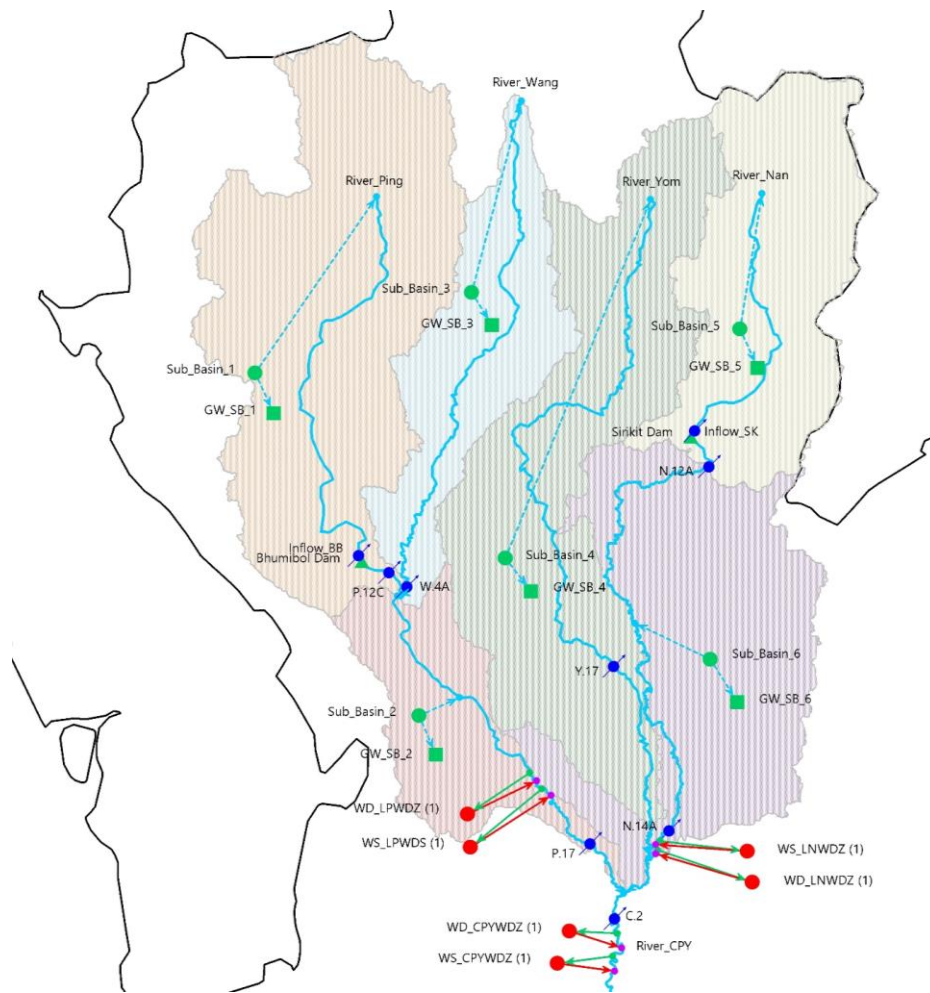 River_Wang
River_Ping
River_Yom
River_Nan
Sub_Basin_3
GW_SB_3
Sub_Basin_5
GW_SB_5
Sub_Basin_1
GW_SB_1
Sirikit Dam
Inflow_SK
N.12A
Inflow_BB
Bhumibol Dam
P.12C
W.4A
Sub_Basin_4
GW_SB_4
Y.17
Sub_Basin_6
GW_SB_6
Sub_Basin_2
GW_SB_2
WD_LPWDZ (1)
WS_LPWDS (1)
P.17
N.14A
WS_LNWDZ (1)
WD_LNWDZ (1)
C.2
WD_CPYWDZ (1)
River_CPY
WS_CPYWDZ (1)